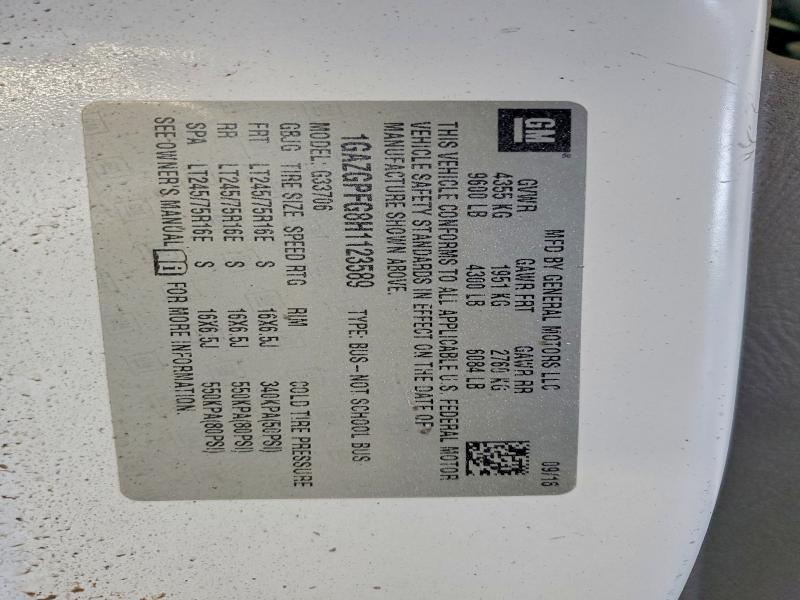 GM
MFD BY GENERAL MOTORS LLC 09/16
GVWR GAWR FRT GAWR RR
4355 KG 1951 KG 2760 KG
9600 LB 4300 LB 6084 LB
THIS VEHICLE CONFORMS TO ALL APPLICABLE U.S. FEDERAL MOTOR
VEHICLE SAFETY STANDARDS IN EFFECT ON THE DATE OF
MANUFACTURE SHOWN ABOVE.
1GAZGPFG8H1123589 TYPE: BUS-NOT SCHOOL BUS
MODEL: G33706
GBJG TIRE SIZE SPEED RTG RIM COLD TIRE PRESSURE
FRT LT245/75R16E S 16X6.5J 340KPA(50PSI)
RR LT245/75R16E S 16X6.5J 550KPA(80PSI)
SPA LT245/75R16E S 16X6.5J 550KPA(80PSI)
SEE OWNER'S MANUAL FOR MORE INFORMATION.